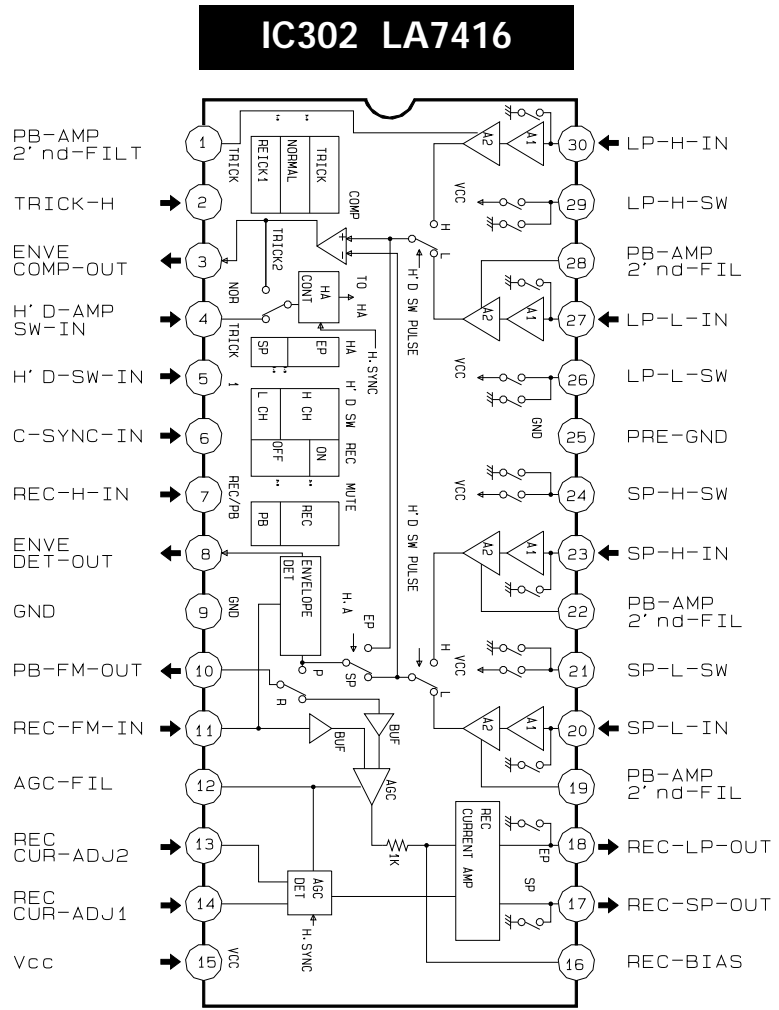 IC302 LA7416
PB-AMP
2'nd-FILT
1
TRICK-H
2
ENVE
COMP-OUT
3
H'D-AMP
SW-IN
4
H'D-SW-IN
5
C-SYNC-IN
6
REC-H-IN
7
ENVE
DET-OUT
8
GND
9
PB-FM-OUT
10
REC-FM-IN
11
AGC-FIL
12
REC
CUR-ADJ2
13
REC
CUR-ADJ1
14
Vcc
15
TRICK
" "
REICK1
NORMAL
TRICK
COMP
+
-
TRICK2
NOR
TRICK
1
HA
CONT
TO
HA
H.SYNC
SP
EP
HA
"
L CH
H CH
H'D SW
OFF
ON
REC
"
REC/PB
PB
REC
MUTE
GND
ENVELOPE
DET
H.A
EP
SP
P
R
BUF
BUF
AGC
1K
AGC
DET
H.SYNC
VCC
REC
CURRENT AMP
EP
SP
A2
A1
VCC
H
L
H'D SW PULSE
A2
A1
VCC
GND
VCC
A2
A1
H'D SW PULSE
H
L
VCC
A2
A1
30
LP-H-IN
29
LP-H-SW
28
PB-AMP
2'nd-FIL
27
LP-L-IN
26
LP-L-SW
25
PRE-GND
24
SP-H-SW
23
SP-H-IN
22
PB-AMP
2'nd-FIL
21
SP-L-SW
20
SP-L-IN
19
PB-AMP
2'nd-FIL
18
REC-LP-OUT
17
REC-SP-OUT
16
REC-BIAS